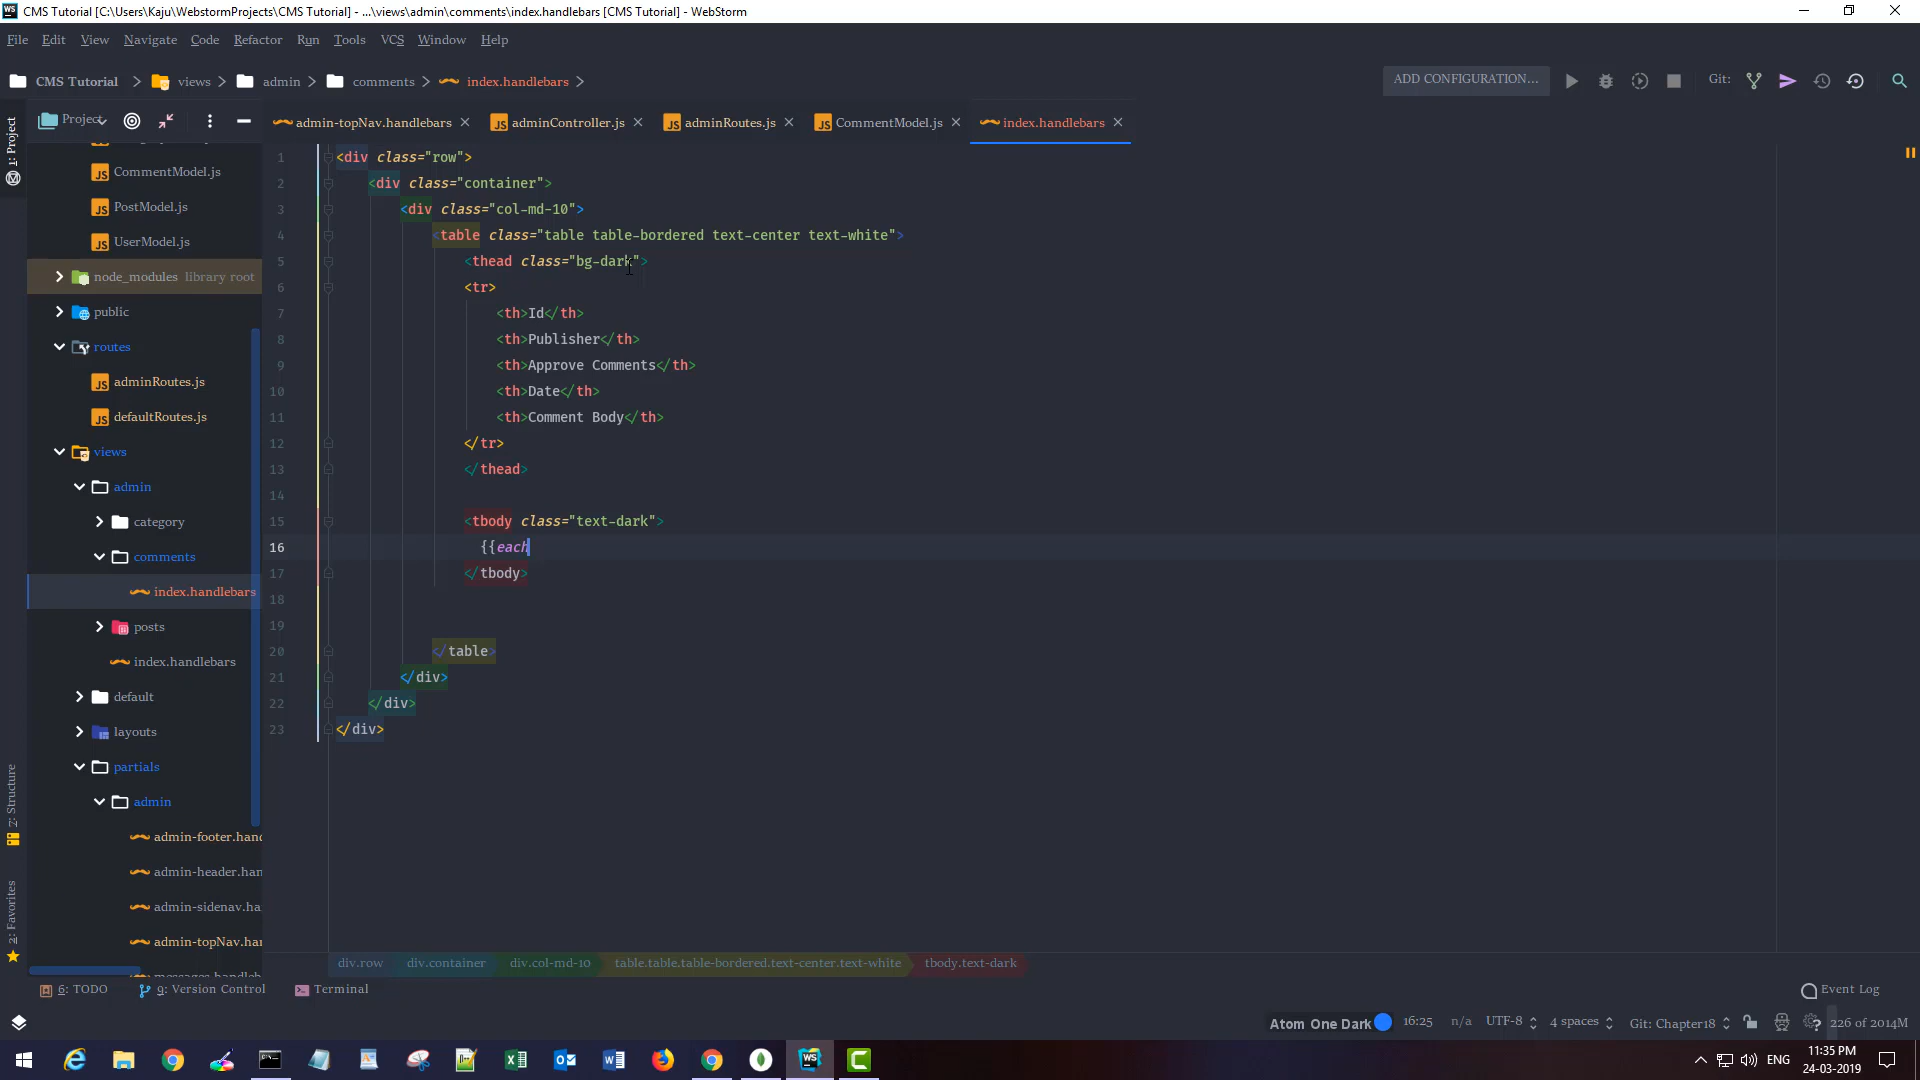 CMS Tutorial [C:\Users\Kaju\WebstormProjects\CMS Tutorial] - ...\views\admin\comments\index.handlebars [CMS Tutorial] - WebStorm
File Edit View Navigate Code Refactor Run Tools VCS Window Help
CMS Tutorial views admin comments index.handlebars
ADD CONFIGURATION... Git:
1: Project
Project
admin-topNav.handlebars adminController.js adminRoutes.js CommentModel.js index.handlebars
CommentModel.js
PostModel.js
UserModel.js
node_modules library root
public
routes
adminRoutes.js
defaultRoutes.js
views
admin
category
comments
index.handlebars
posts
index.handlebars
default
layouts
partials
admin
admin-footer.hand
admin-header.han
admin-sidenav.ha
admin-topNav.han
messages.handleb
7: Structure
2: Favorites
1 <div class="row">
2 <div class="container">
3 <div class="col-md-10">
4 <table class="table table-bordered text-center text-white">
5 <thead class="bg-dark">
6 <tr>
7 <th>Id</th>
8 <th>Publisher</th>
9 <th>Approve Comments</th>
10 <th>Date</th>
11 <th>Comment Body</th>
12 </tr>
13 </thead>
14
15 <tbody class="text-dark">
16 {{each
17 </tbody>
18
19
20 </table>
21 </div>
22 </div>
23 </div>
div.row div.container div.col-md-10 table.table.table-bordered.text-center.text-white tbody.text-dark
6: TODO 9: Version Control Terminal Event Log
Atom One Dark 16:25 n/a UTF-8 4 spaces Git: Chapter18 226 of 2014M
ENG 11:35 PM
24-03-2019